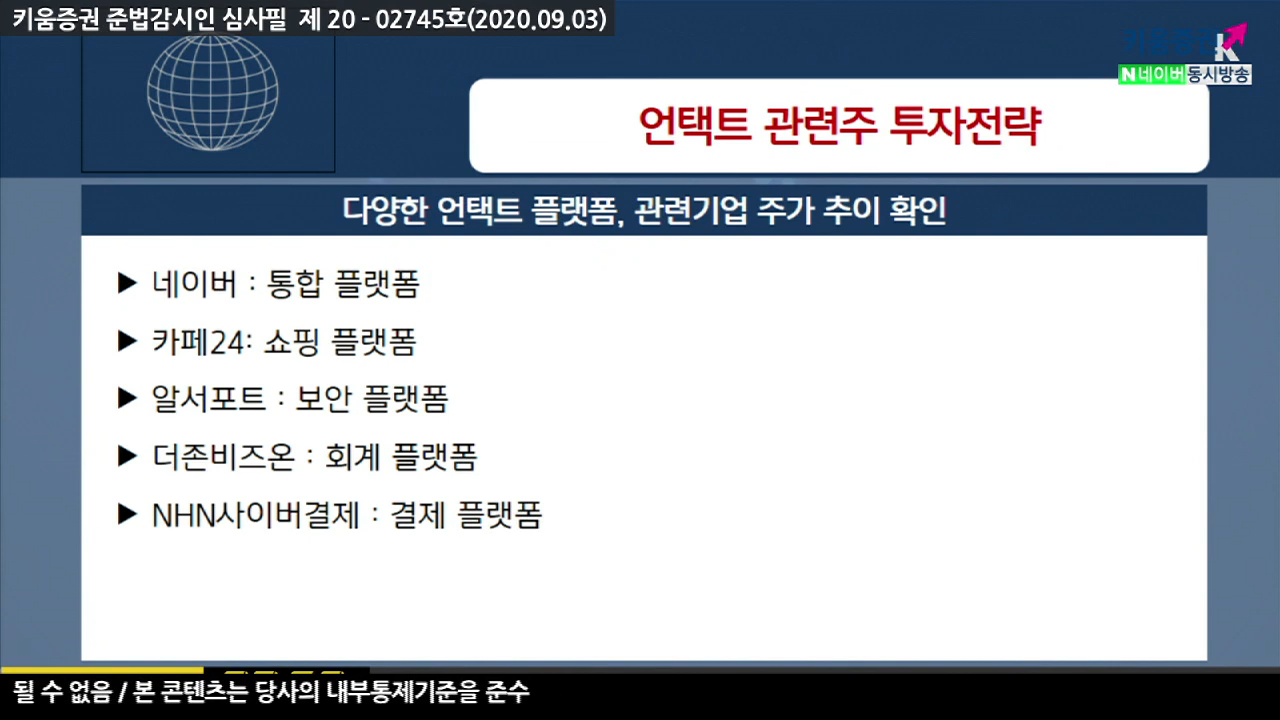 키움증권 준법감시인 심사필 제 20 - 02745호(2020.09.03)
키움증권
N 네이버 동시방송
언택트 관련주 투자전략
다양한 언택트 플랫폼, 관련기업 주가 추이 확인
▶ 네이버 : 통합 플랫폼
▶ 카페24: 쇼핑 플랫폼
▶ 알서포트 : 보안 플랫폼
▶ 더존비즈온 : 회계 플랫폼
▶ NHN사이버결제 : 결제 플랫폼
될 수 없음 / 본 콘텐츠는 당사의 내부통제기준을 준수